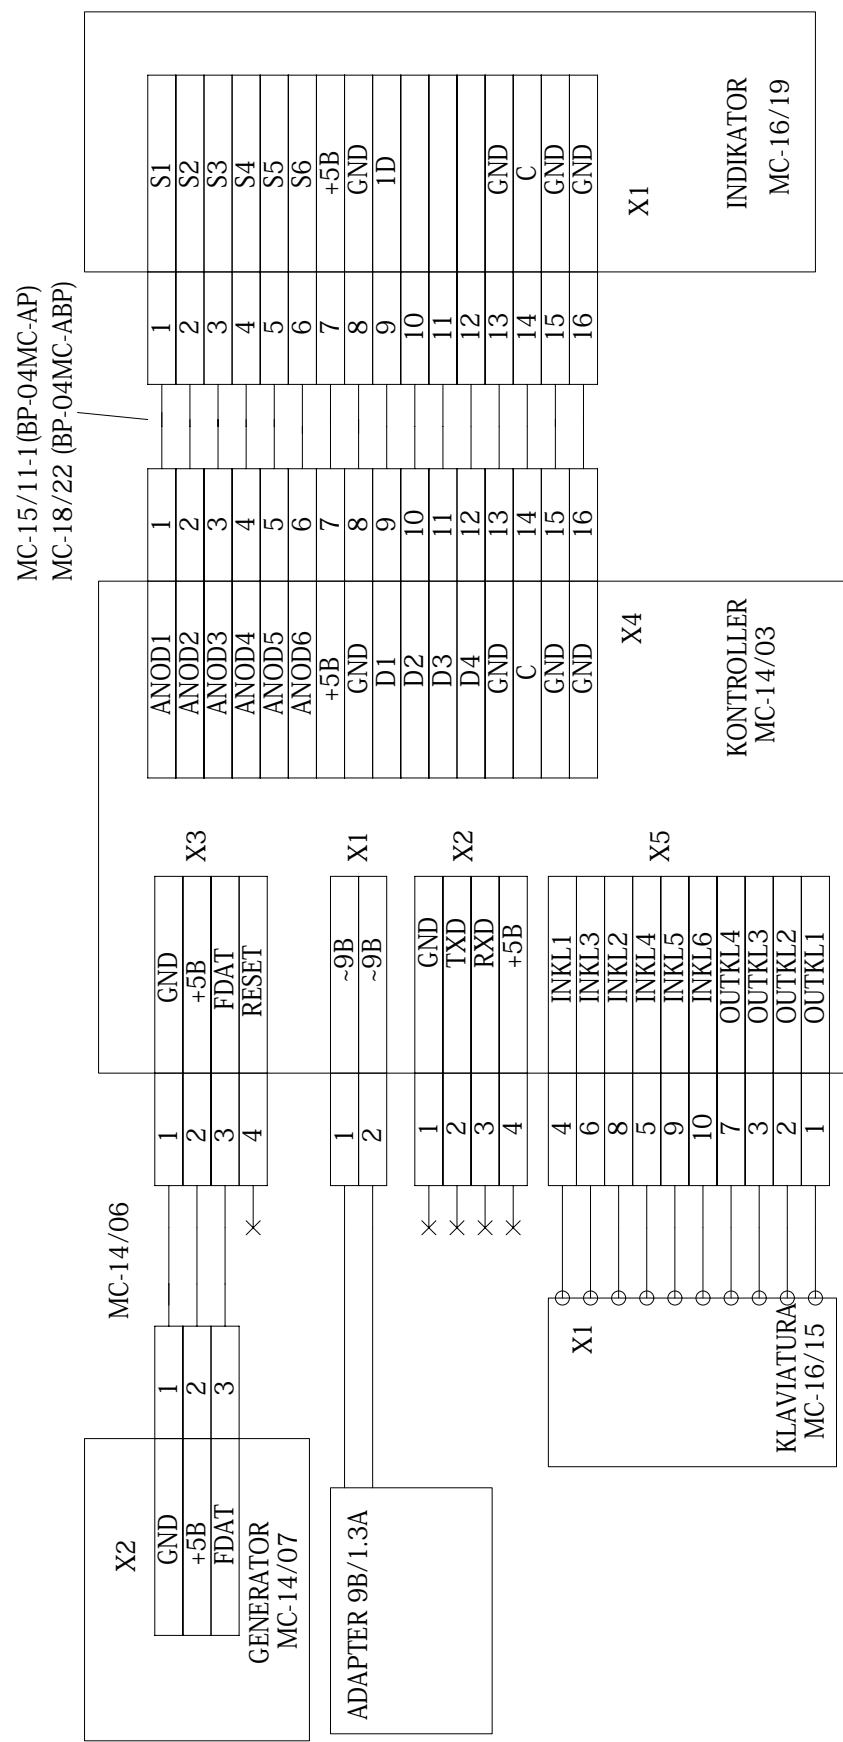 MC-15/11-1(BP-04MC-AP)
MC-18/22 (BP-04MC-ABP)
X2
GND
+5B
FDAT
GENERATOR
MC-14/07
1
2
3
MC-14/06
1
2
3
4
GND
+5B
FDAT
RESET
X3
ADAPTER 9B/1.3A
1
2
~9B
~9B
X1
1
2
3
4
GND
TXD
RXD
+5B
X2
X1
KLAVIATURA
MC-16/15
4
6
8
5
9
10
7
3
2
1
INKL1
INKL3
INKL2
INKL4
INKL5
INKL6
OUTKL4
OUTKL3
OUTKL2
OUTKL1
X5
ANOD1
ANOD2
ANOD3
ANOD4
ANOD5
ANOD6
+5B
GND
D1
D2
D3
D4
GND
C
GND
GND
X4
KONTROLLER
MC-14/03
1
2
3
4
5
6
7
8
9
10
11
12
13
14
15
16
1
2
3
4
5
6
7
8
9
10
11
12
13
14
15
16
S1
S2
S3
S4
S5
S6
+5B
GND
1D
GND
C
GND
GND
X1
INDIKATOR
MC-16/19